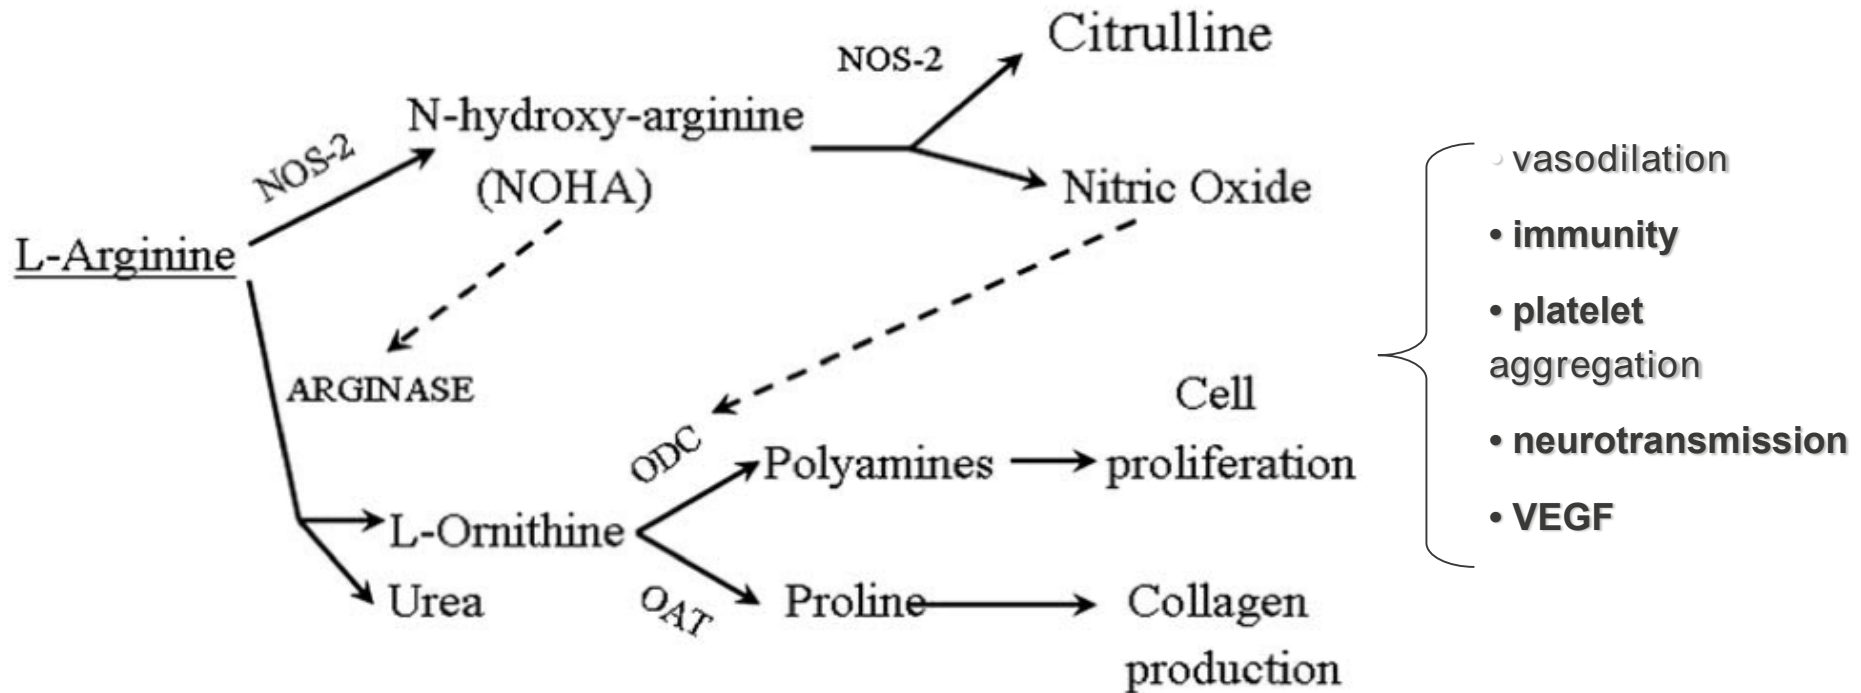 Citrulline
NOS-2
N-hydroxy-arginine
(NOHA)
NOS-2
Nitric Oxide
L-Arginine
ARGINASE
ODC
Cell
Polyamines
proliferation
L-Ornithine
Urea
OAT
Proline
Collagen
production
• vasodilation
• immunity
• platelet
aggregation
• neurotransmission
• VEGF